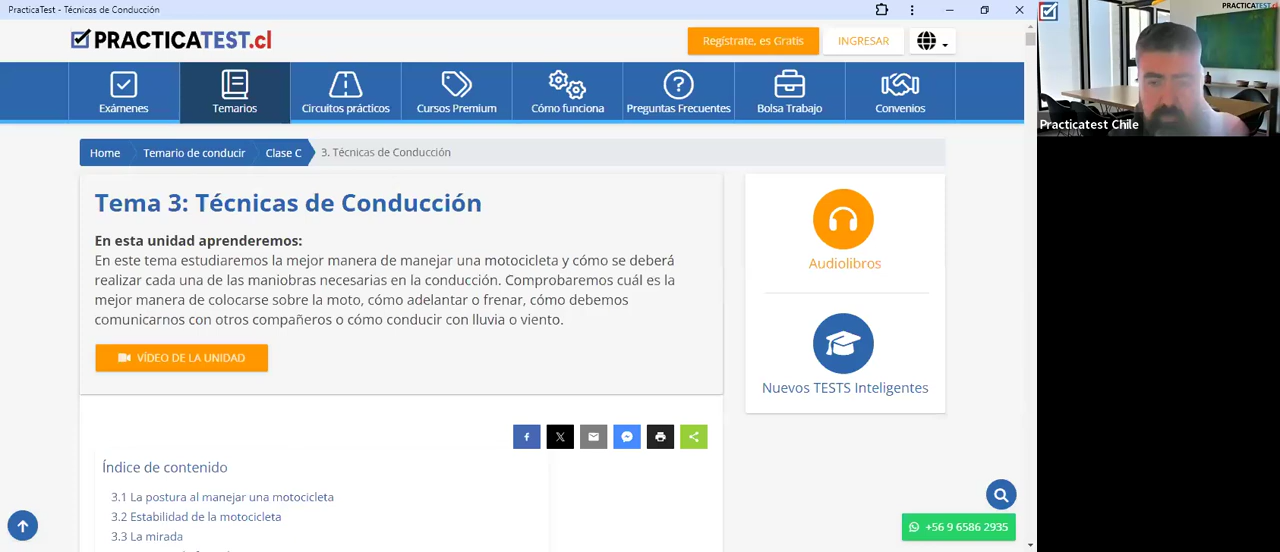 PracticaTest - Técnicas de Conducción
PRACTICATEST.cl
Regístrate, es Gratis
INGRESAR
Exámenes
Temarios
Circuitos prácticos
Cursos Premium
Cómo funciona
Preguntas Frecuentes
Bolsa Trabajo
Convenios
PRACTICATEST.cl
Practicatest Chile
Home
Temario de conducir
Clase C
3. Técnicas de Conducción
Tema 3: Técnicas de Conducción
En esta unidad aprenderemos:
En este tema estudiaremos la mejor manera de manejar una motocicleta y cómo se deberá
realizar cada una de las maniobras necesarias en la conducción. Comprobaremos cuál es la
mejor manera de colocarse sobre la moto, cómo adelantar o frenar, cómo debemos
comunicarnos con otros compañeros o cómo conducir con lluvia o viento.
VÍDEO DE LA UNIDAD
Audiolibros
Nuevos TESTS Inteligentes
Índice de contenido
3.1 La postura al manejar una motocicleta
3.2 Estabilidad de la motocicleta
3.3 La mirada
+56 9 6586 2935